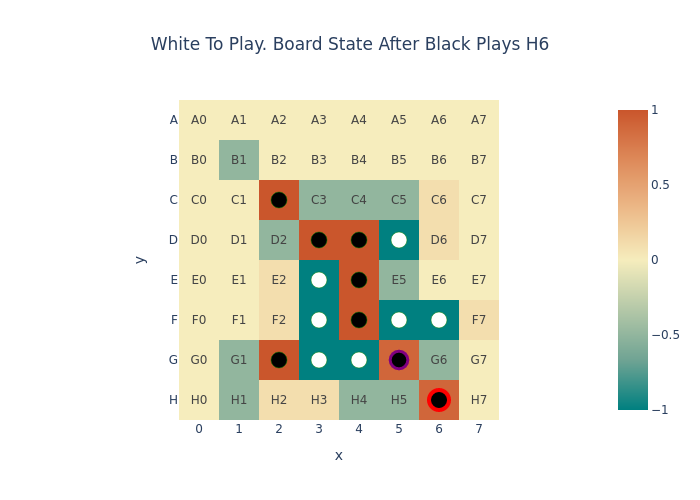 White To Play. Board State After Black Plays H6
A A0 A1 A2 A3 A4 A5 A6 A7
B B0 B1 B2 B3 B4 B5 B6 B7
C C0 C1 C3 C4 C5 C6 C7
D D0 D1 D2 D6 D7
E E0 E1 E2 E5 E6 E7
F F0 F1 F2 F7
G G0 G1 G6 G7
H H0 H1 H2 H3 H4 H5 H7
0 1 2 3 4 5 6 7
x
y
1
0.5
0
−0.5
−1